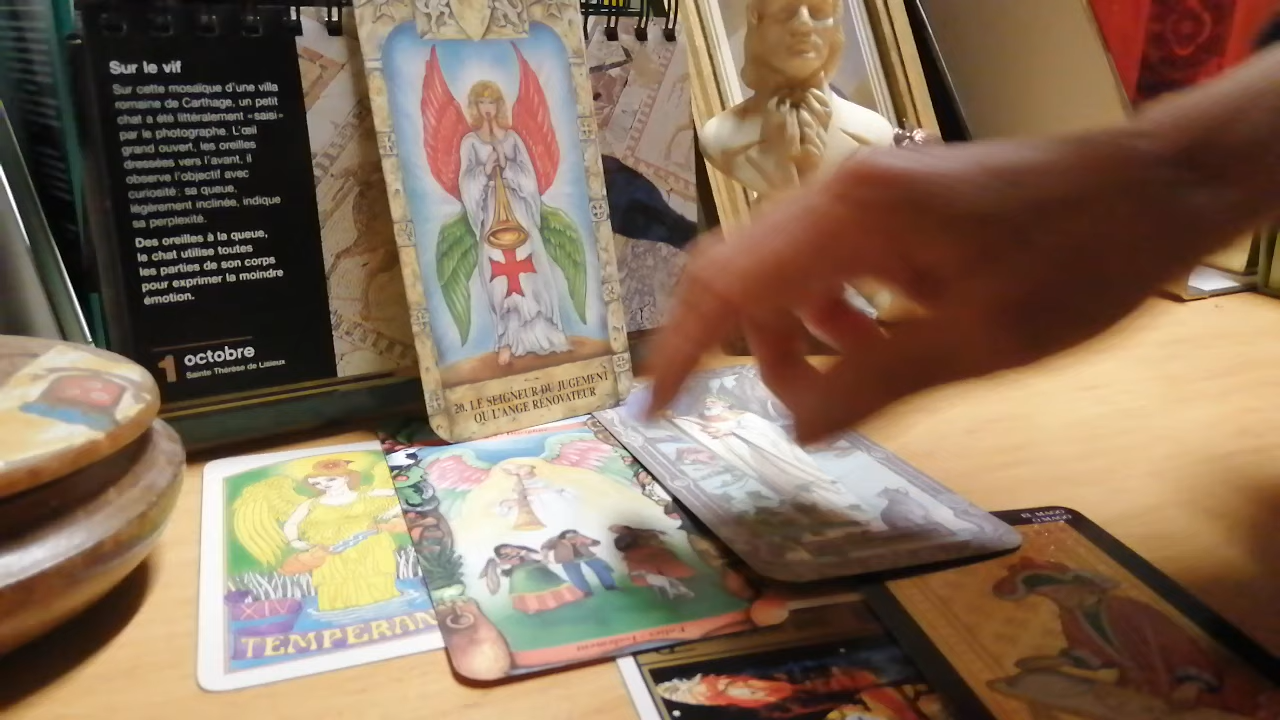 Sur le vif
Sur cette mosaïque d'une villa
romaine de Carthage, un petit
chat a été littéralement «saisi»
par le photographe. L'œil
grand ouvert, les oreilles
dressées vers l'avant, il
observe l'objectif avec
curiosité; sa queue,
légèrement inclinée, indique
sa perplexité.
Des oreilles à la queue,
le chat utilise toutes
les parties de son corps
pour exprimer la moindre
émotion.
1 octobre
Sainte Thérèse de Lisieux
20. LE SEIGNEUR DU JUGEMENT
OU L'ANGE RÉNOVATEUR
XIV
TEMPERAN
EL MAGO
O MAGO